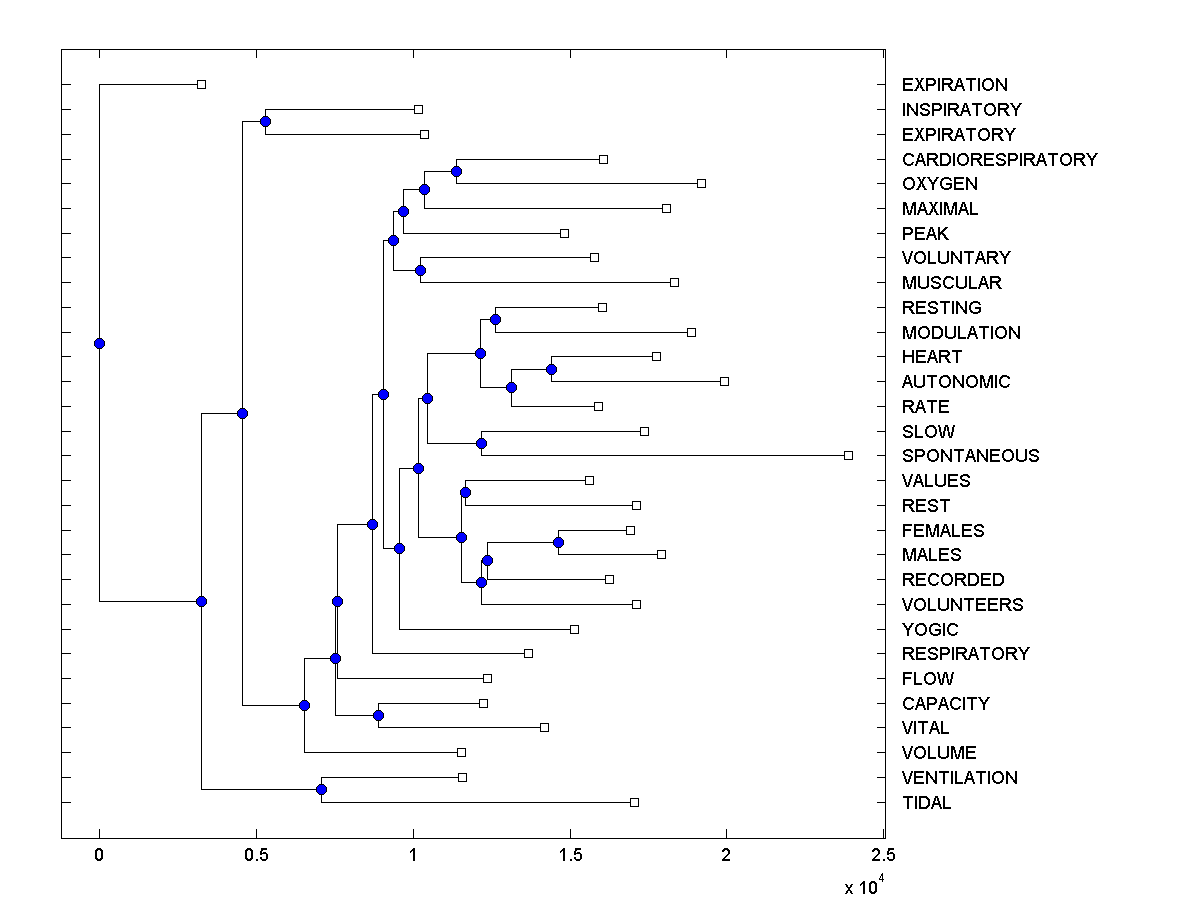 EXPIRATION
INSPIRATORY
EXPIRATORY
CARDIORESPIRATORY
OXYGEN
MAXIMAL
PEAK
VOLUNTARY
MUSCULAR
RESTING
MODULATION
HEART
AUTONOMIC
RATE
SLOW
SPONTANEOUS
VALUES
REST
FEMALES
MALES
RECORDED
VOLUNTEERS
YOGIC
RESPIRATORY
FLOW
CAPACITY
VITAL
VOLUME
VENTILATION
TIDAL
0 0.5 1 1.5 2 2.5
x 10^4